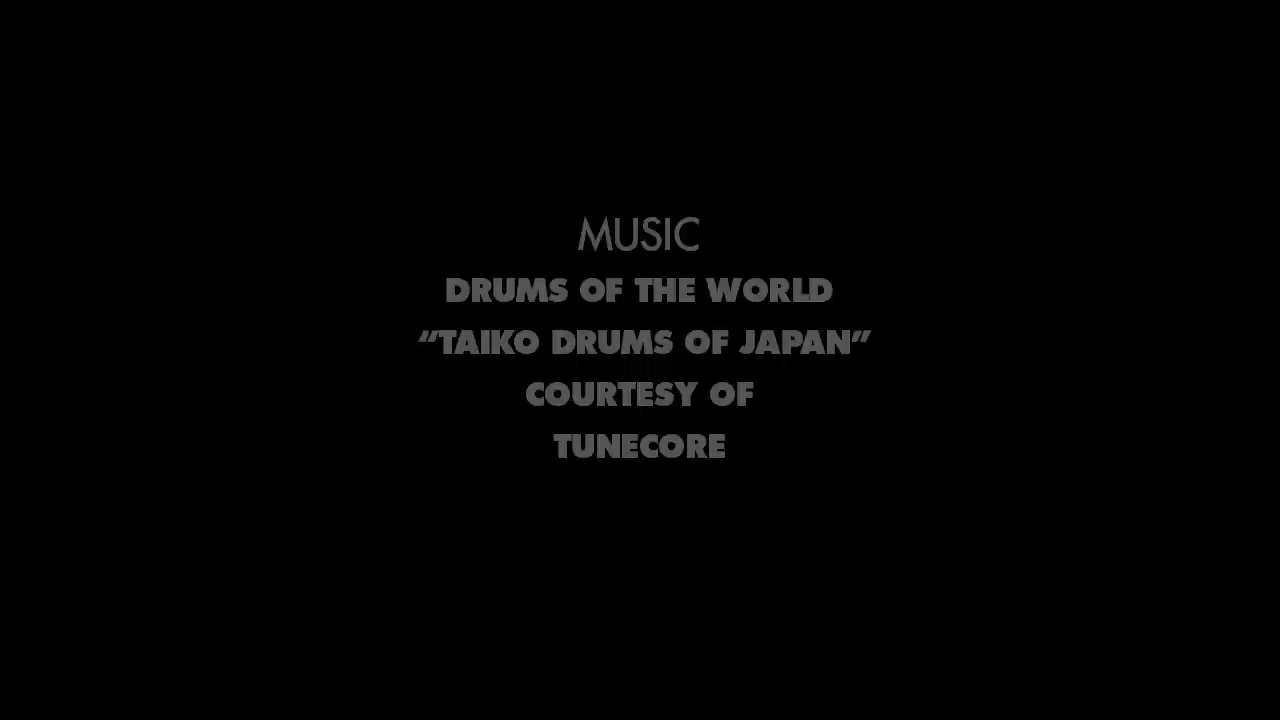 MUSIC
DRUMS OF THE WORLD
“TAIKO DRUMS OF JAPAN”
COURTESY OF
TUNECORE